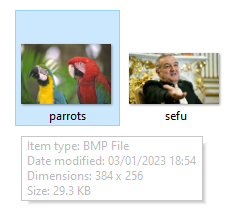 parrots
sefu
Item type: BMP File
Date modified: 03/01/2023 18:54
Dimensions: 384 x 256
Size: 29.3 KB